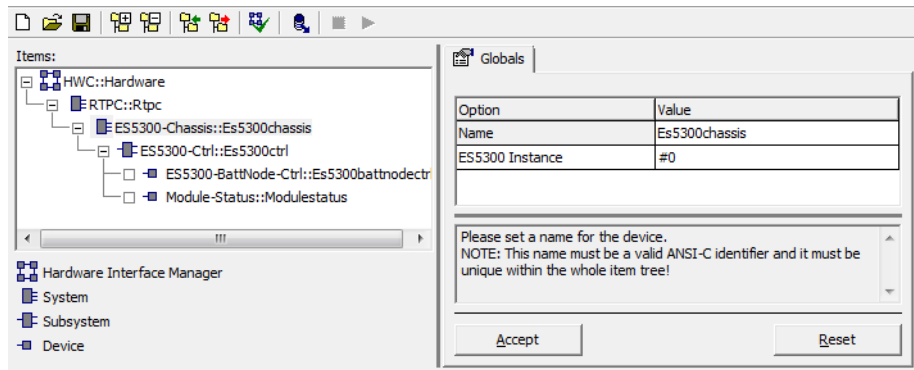 Items:
HWC::Hardware
RTPC::Rtpc
ES5300-Chassis::Es5300chassis
ES5300-Ctrl::Es5300ctrl
ES5300-BattNode-Ctrl::Es5300battnodectr
Module-Status::Modulestatus
Hardware Interface Manager
System
Subsystem
Device
Globals
Option Value
Name Es5300chassis
ES5300 Instance #0
Please set a name for the device.
NOTE: This name must be a valid ANSI-C identifier and it must be
unique within the whole item tree!
Accept Reset